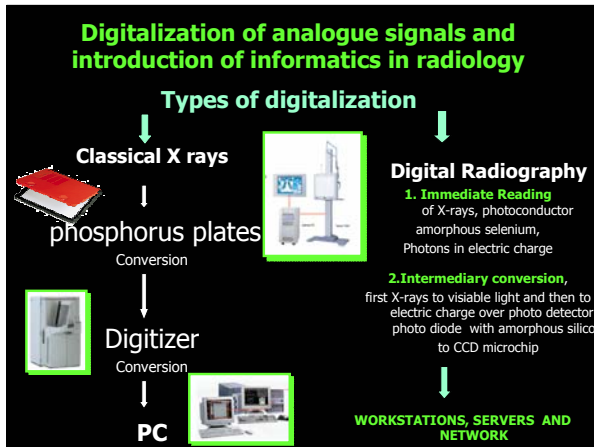 Digitalization of analogue signals and
introduction of informatics in radiology
Types of digitalization
Classical X rays
phosphorus plates
Conversion
Digitizer
Conversion
PC
Digital Radiography
1. Immediate Reading
of X-rays, photoconductor
amorphous selenium,
Photons in electric charge
2.Intermediary conversion,
first X-rays to visiable light and then to
electric charge over photo detector
photo diode with amorphous silico
to CCD microchip
WORKSTATIONS, SERVERS AND
NETWORK